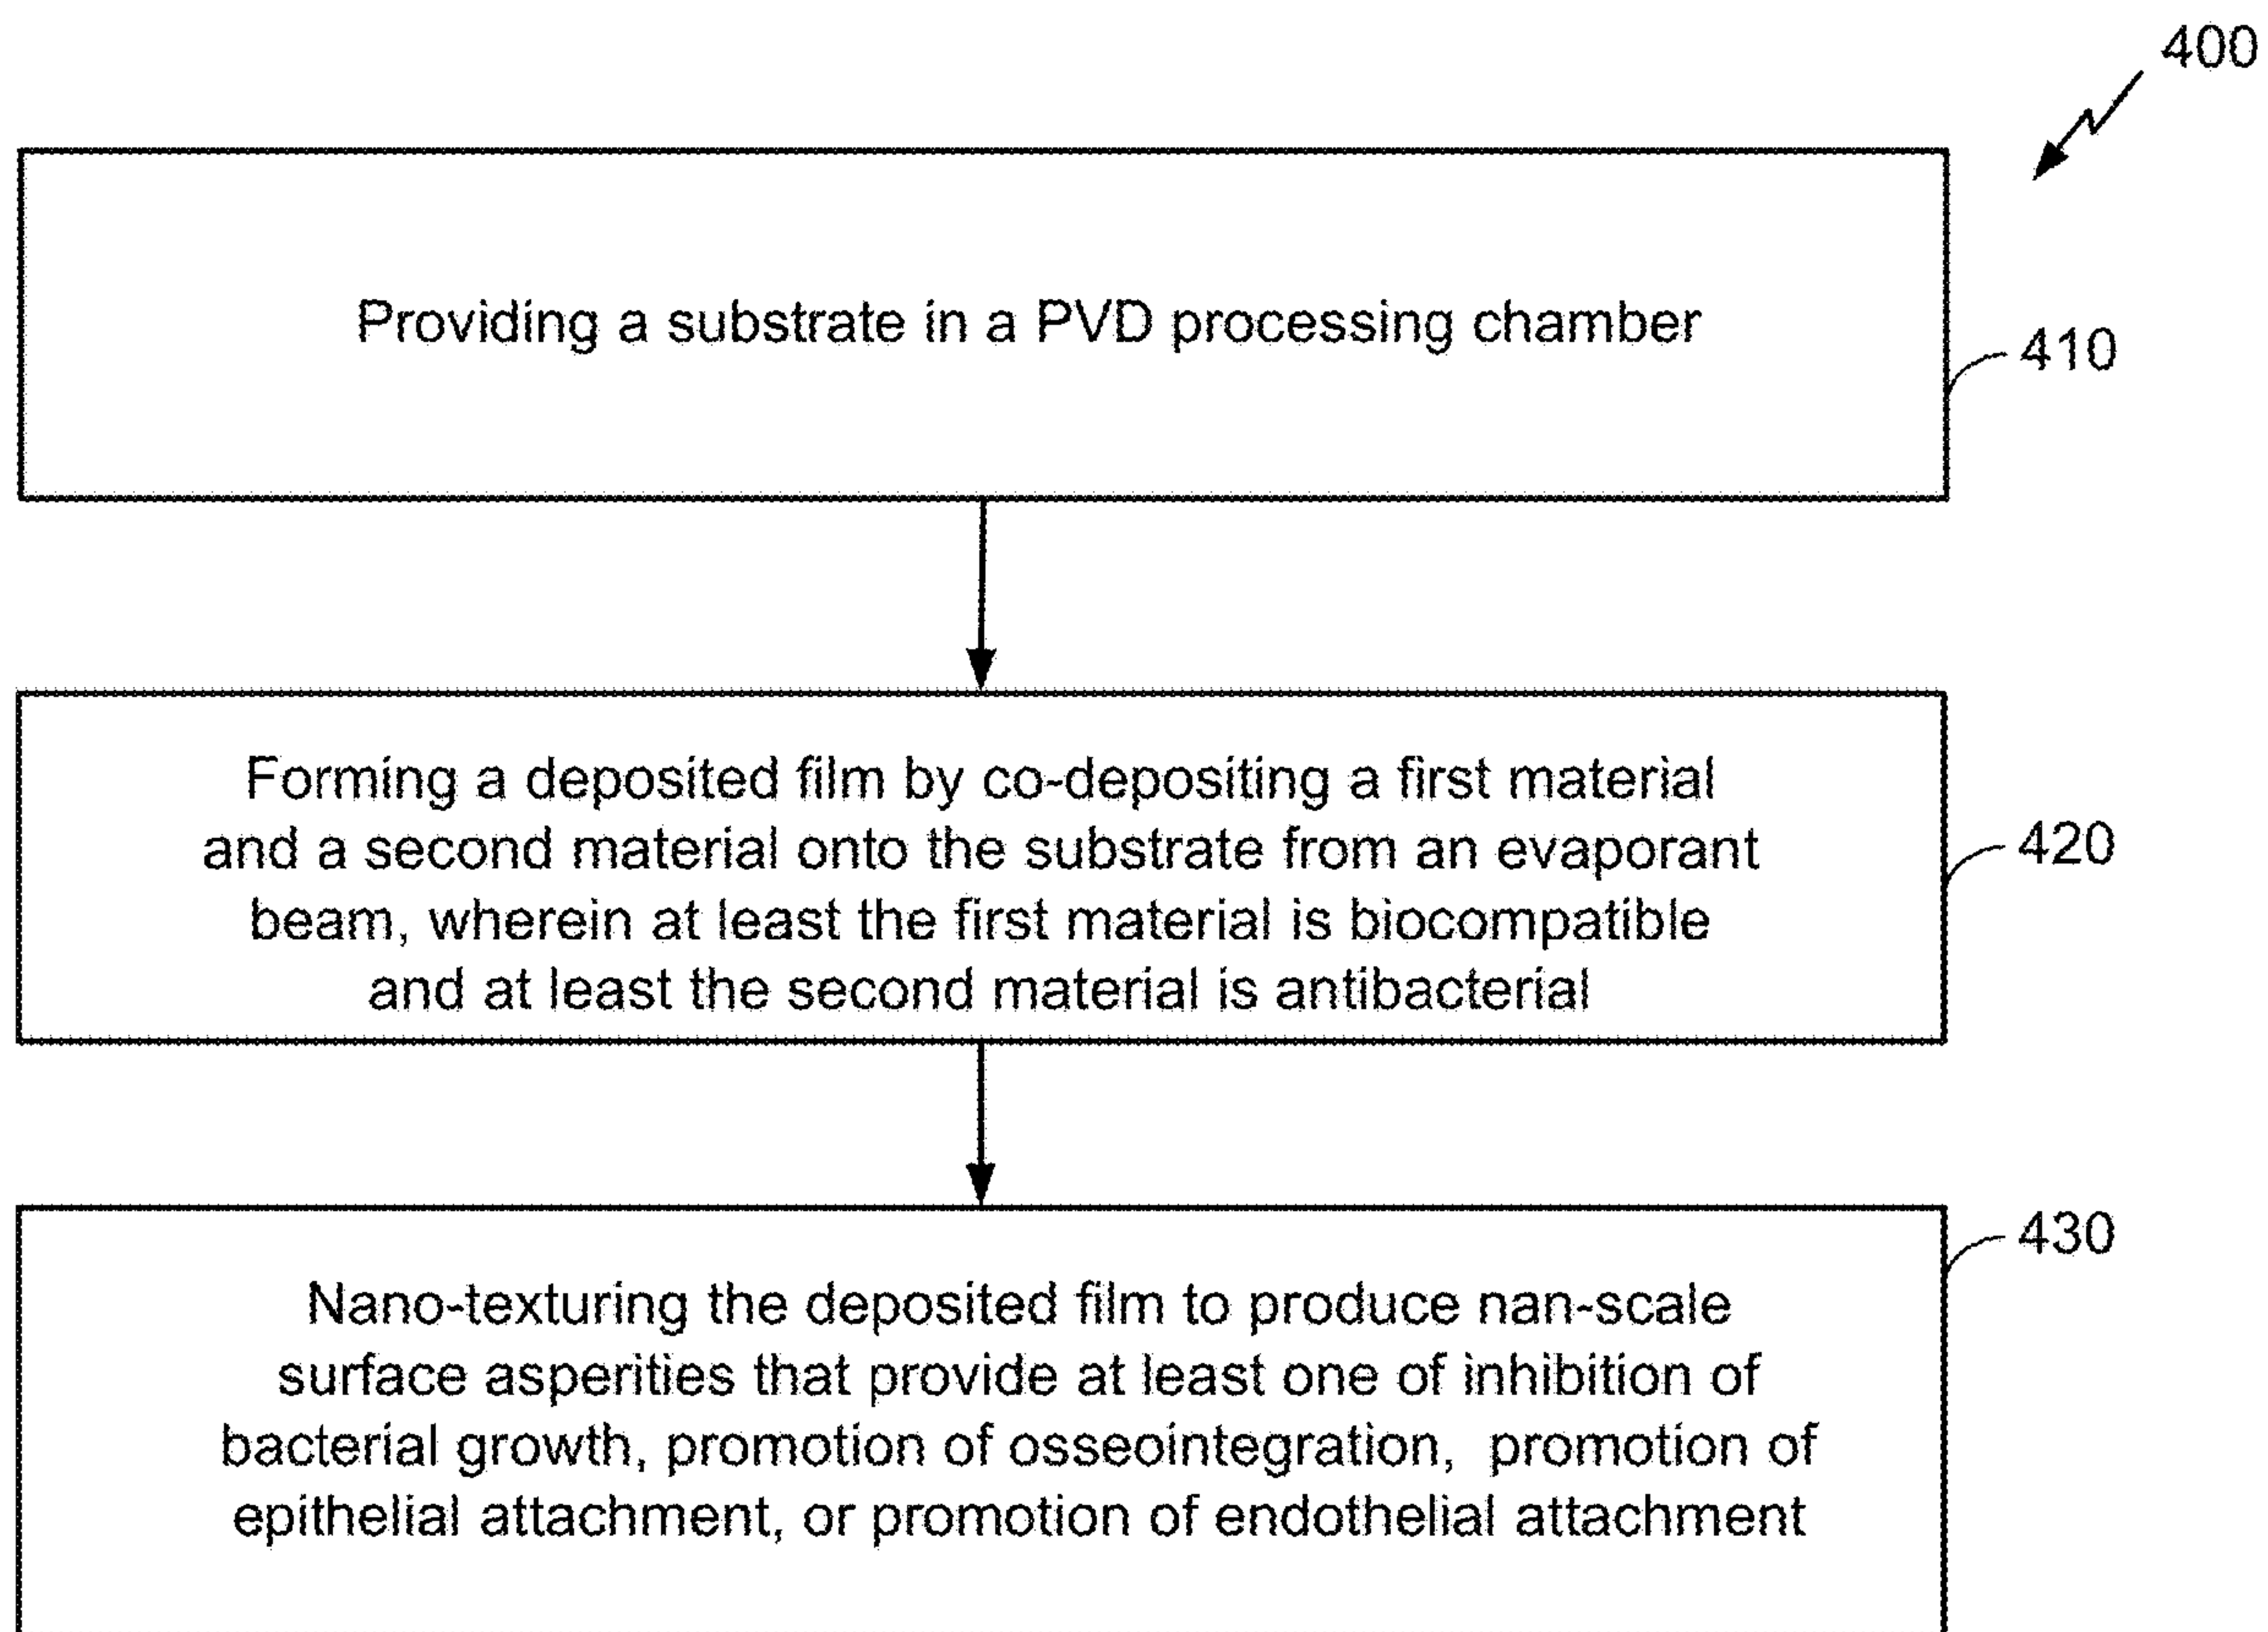 400
Providing a substrate in a PVD processing chamber
410
Forming a deposited film by co-depositing a first material
and a second material onto the substrate from an evaporant
beam, wherein at least the first material is biocompatible
and at least the second material is antibacterial
420
430
Nano-texturing the deposited film to produce nan-scale
surface asperities that provide at least one of inhibition of
bacterial growth, promotion of osseointegration, promotion of
epithelial attachment, or promotion of endothelial attachment